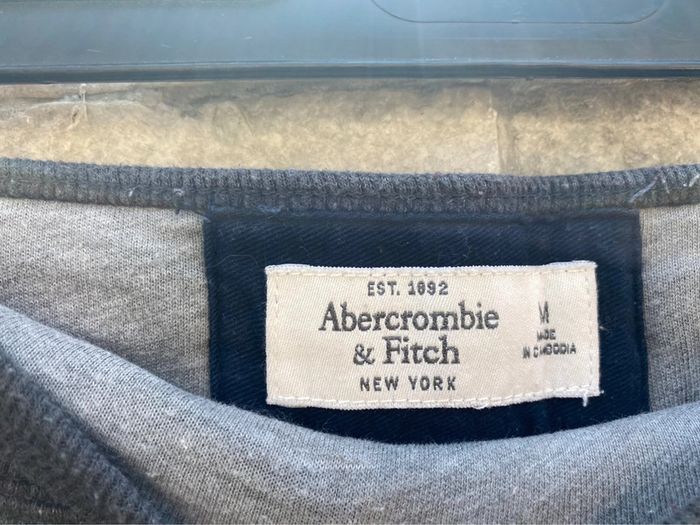 EST. 1892
Abercrombie
& Fitch
NEW YORK
M
MADE
IN CAMBODIA